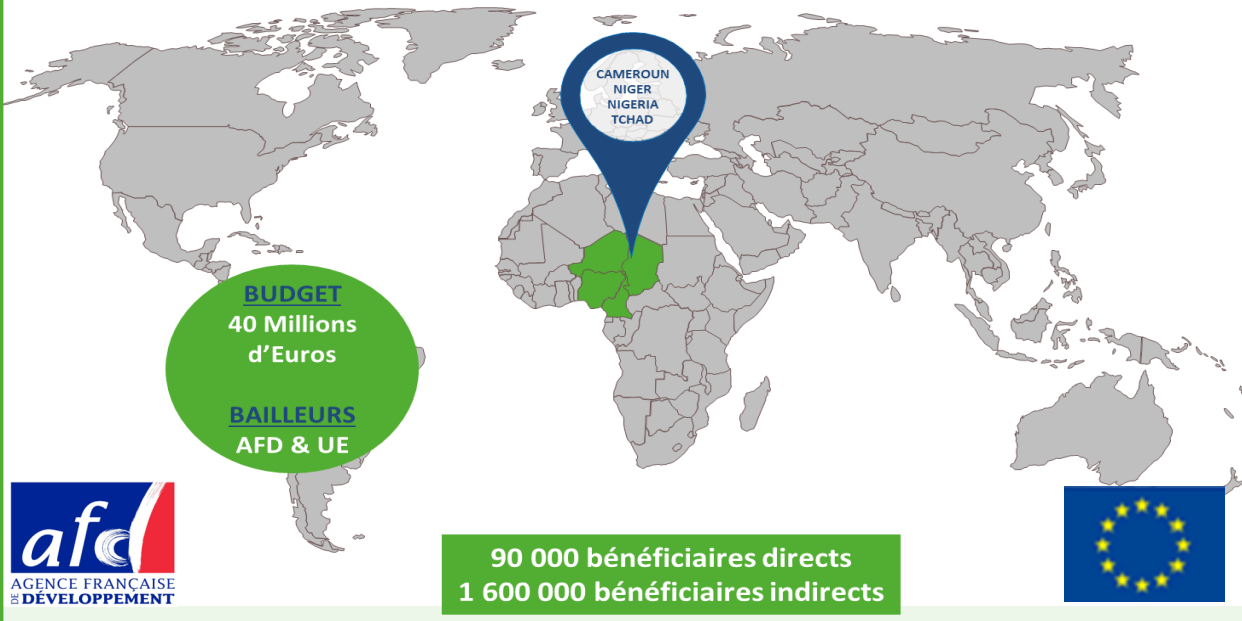 CAMEROUN
NIGER
NIGERIA
TCHAD
BUDGET
40 Millions
d’Euros
BAILLEURS
AFD & UE
afd
AGENCE FRANÇAISE
DE DÉVELOPPEMENT
90 000 bénéficiaires directs
1 600 000 bénéficiaires indirects